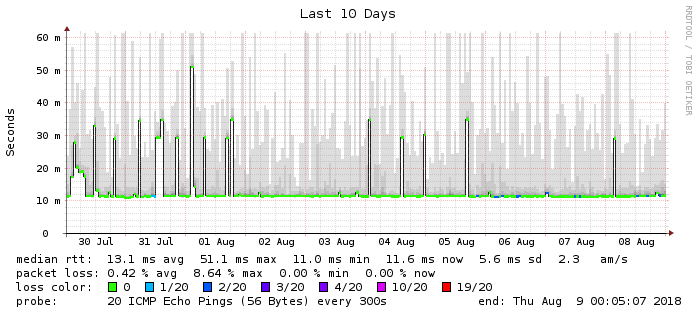 Last 10 Days
RRDTOOL / TOBI OETIKER
Seconds
60 m
50 m
40 m
30 m
20 m
10 m
0
30 Jul 31 Jul 01 Aug 02 Aug 03 Aug 04 Aug 05 Aug 06 Aug 07 Aug 08 Aug
median rtt: 13.1 ms avg 51.1 ms max 11.0 ms min 11.6 ms now 5.6 ms sd 2.3 am/s
packet loss: 0.42 % avg 8.64 % max 0.00 % min 0.00 % now
loss color: 0 1/20 2/20 3/20 4/20 10/20 19/20
probe: 20 ICMP Echo Pings (56 Bytes) every 300s end: Thu Aug 9 00:05:07 2018